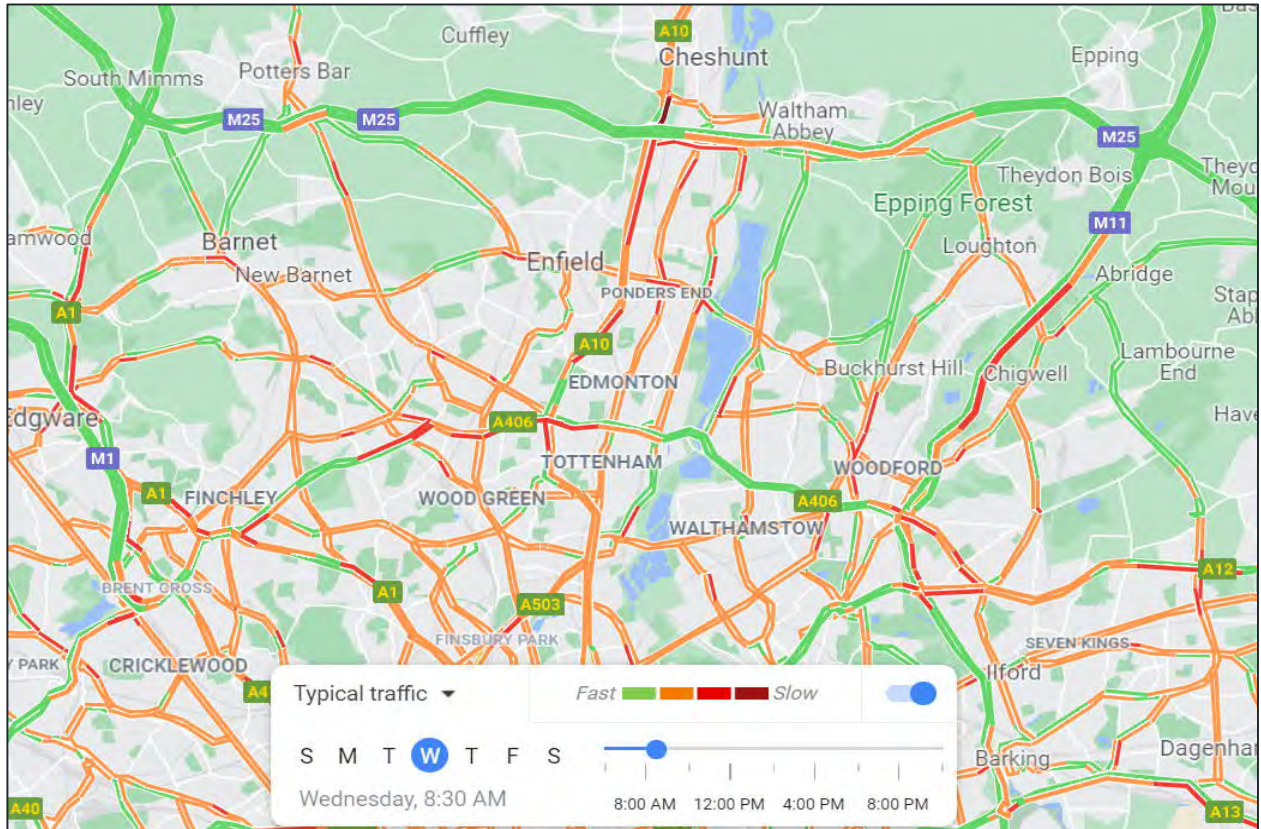 A10
Cuffley
Cheshunt
Epping
South Mimms
Potters Bar
Waltham
Abbey
M25
M25
M25
Theydon Bois
Epping Forest
M11
Barnet
Loughton
Enfield
New Barnet
Abridge
PONDERS END
A1
A10
Lambourne
End
Buckhurst Hill
Chigwell
EDMONTON
Edgware
A406
M1
TOTTENHAM
WOODFORD
A1
FINCHLEY
WOOD GREEN
A406
WALTHAMSTOW
BRENT CROSS
A12
A1
A503
FINSBURY PARK
SEVEN KINGS
Y PARK
CRICKLEWOOD
Ilford
A4
Typical traffic
Fast
Slow
S M T W T F S
Wednesday, 8:30 AM
8:00 AM 12:00 PM 4:00 PM 8:00 PM
Barking
Dagenha
A40
A13